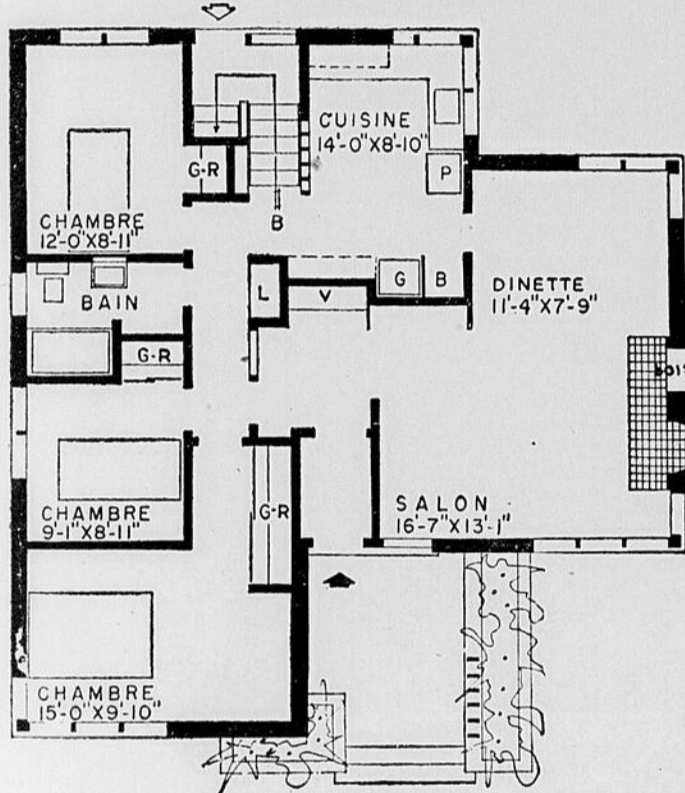 CUISINE
14'-0"X8'-10"
G-R
P
CHAMBRE
12'-0"X8'-11"
B
BAIN
L
V
G
B
DINETTE
11'-4"X7'-9"
G-R
CHAMBRE
9'-1"X8'-11"
G-R
SALON
16'-7"X13'-1"
CHAMBRE
15'-0"X9'-10"